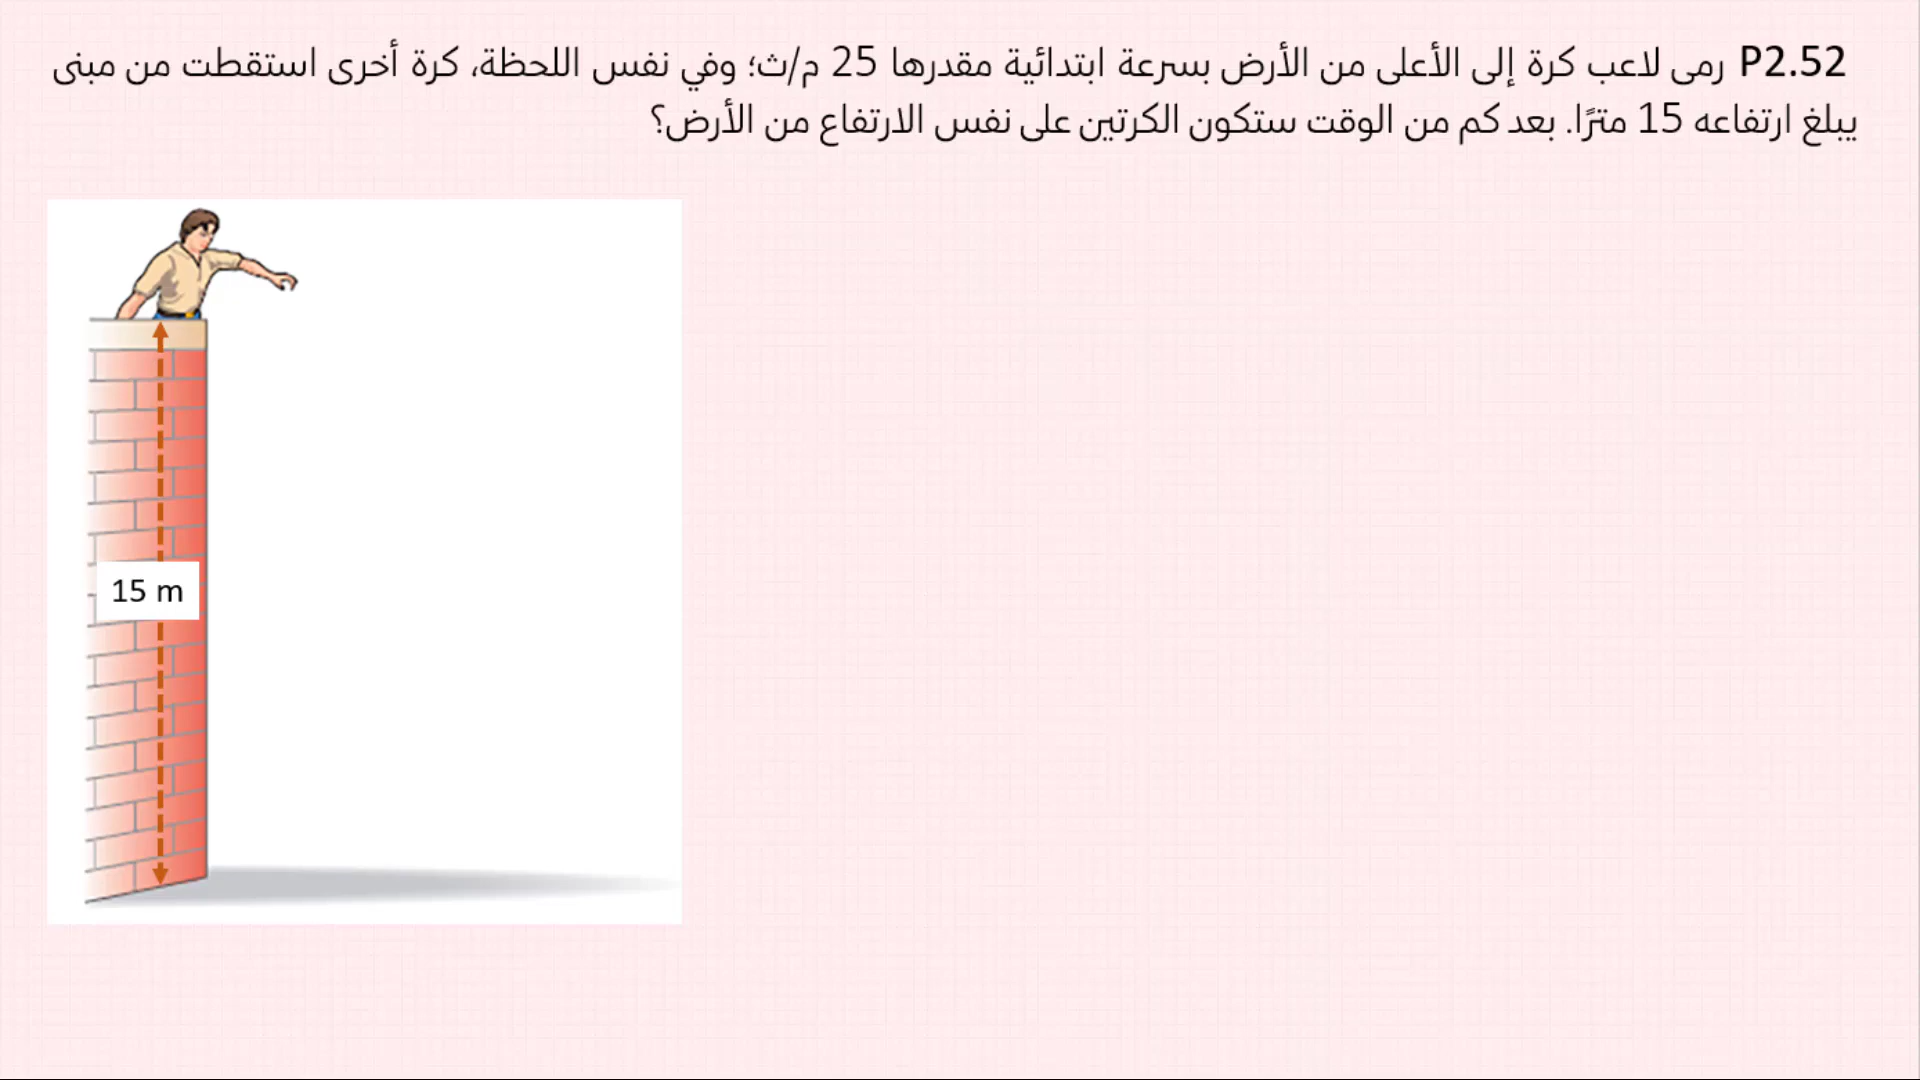 P2.52 رمى لاعب كرة إلى الأعلى من الأرض بسرعة ابتدائية مقدرها 25 م/ث؛ وفي نفس اللحظة، كرة أخرى استقطت من مبنى
يبلغ ارتفاعه 15 مترًا. بعد كم من الوقت ستكون الكرتين على نفس الارتفاع من الأرض؟
15 m